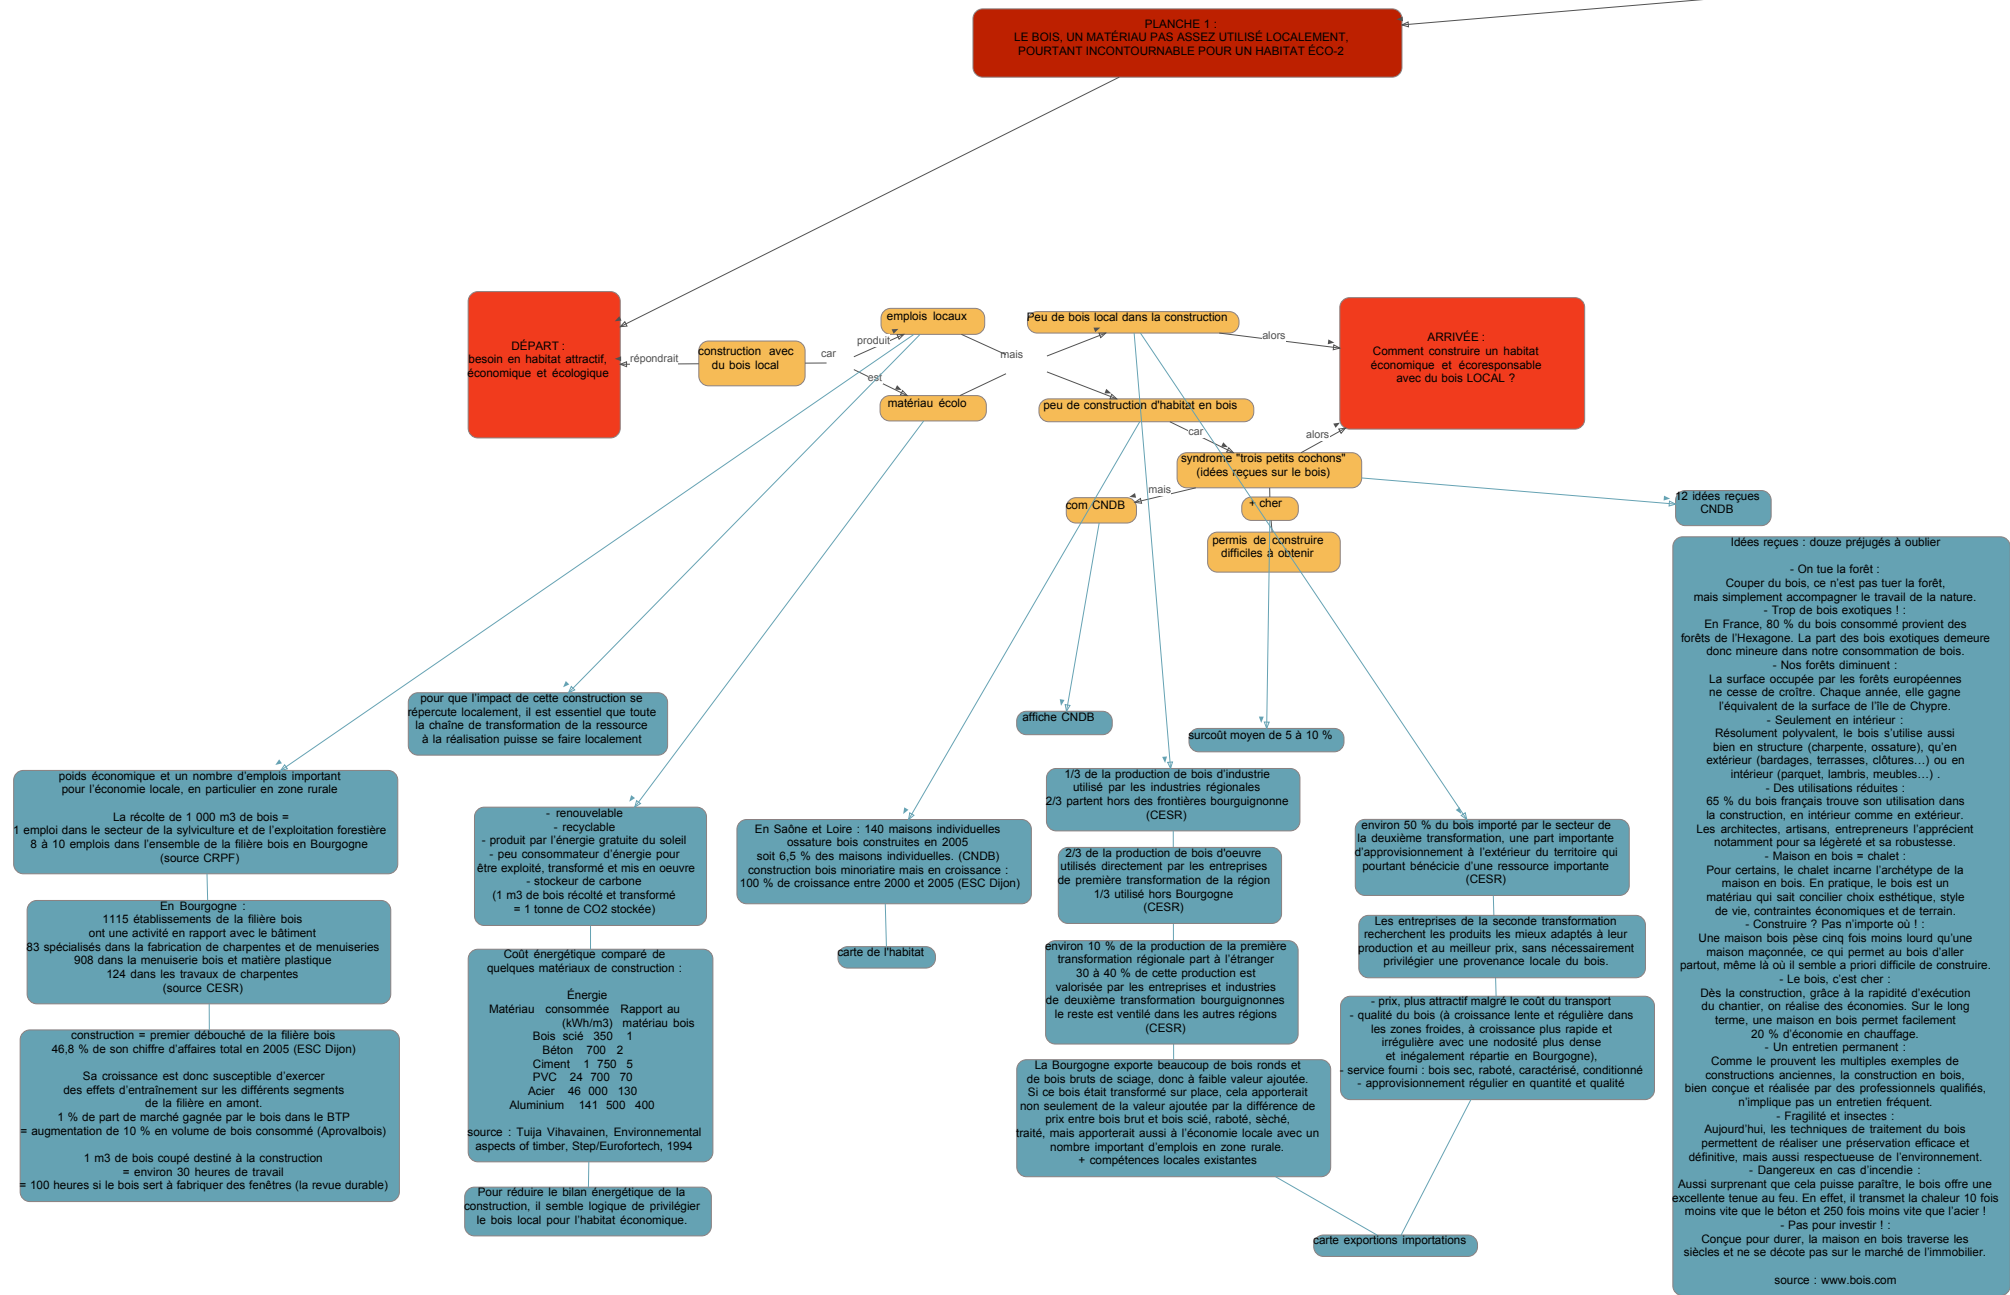 PLANCHE 1 :
LE BOIS, UN MATÉRIAU PAS ASSEZ UTILISÉ LOCALEMENT,
POURTANT INCONTOURNABLE POUR UN HABITAT ÉCO-2
DÉPART :
besoin en habitat attractif,
économique et écologique
répondrait
construction avec
du bois local
car
produit
est
emplois locaux
matériau écolo
mais
Peu de bois local dans la construction
peu de construction d'habitat en bois
alors
ARRIVÉE :
Comment construire un habitat
économique et écoresponsable
avec du bois LOCAL ?
car
alors
syndrome "trois petits cochons"
(idées reçues sur le bois)
mais
com CNDB
+ cher
permis de construire
difficiles à obtenir
12 idées reçues
CNDB
pour que l'impact de cette construction se
répercute localement, il est essentiel que toute
la chaîne de transformation de la ressource
à la réalisation puisse se faire localement
affiche CNDB
surcoût moyen de 5 à 10 %
poids économique et un nombre d'emplois important
pour l'économie locale, en particulier en zone rurale
La récolte de 1 000 m3 de bois =
1 emploi dans le secteur de la sylviculture et de l'exploitation forestière
8 à 10 emplois dans l'ensemble de la filière bois en Bourgogne
(source CRPF)
En Bourgogne :
1115 établissements de la filière bois
ont une activité en rapport avec le bâtiment
83 spécialisés dans la fabrication de charpentes et de menuiseries
908 dans la menuiserie bois et matière plastique
124 dans les travaux de charpentes
(source CESR)
construction = premier débouché de la filière bois
46,8 % de son chiffre d'affaires total en 2005 (ESC Dijon)
Sa croissance est donc susceptible d'exercer
des effets d'entraînement sur les différents segments
de la filière en amont.
1 % de part de marché gagnée par le bois dans le BTP
= augmentation de 10 % en volume de bois consommé (Aprovalbois)
1 m3 de bois coupé destiné à la construction
= environ 30 heures de travail
= 100 heures si le bois sert à fabriquer des fenêtres (la revue durable)
- renouvelable
- recyclable
- produit par l'énergie gratuite du soleil
- peu consommateur d'énergie pour
être exploité, transformé et mis en oeuvre
- stockeur de carbone
(1 m3 de bois récolté et transformé
= 1 tonne de CO2 stockée)
Coût énergétique comparé de
quelques matériaux de construction :
Énergie
Matériau consommée Rapport au
(kWh/m3) matériau bois
Bois scié 350 1
Béton 700 2
Ciment 1 750 5
PVC 24 700 70
Acier 46 000 130
Aluminium 141 500 400
source : Tuija Vihavainen, Environnemental
aspects of timber, Step/Eurofortech, 1994
Pour réduire le bilan énergétique de la
construction, il semble logique de privilégier
le bois local pour l'habitat économique.
En Saône et Loire : 140 maisons individuelles
ossature bois construites en 2005
soit 6,5 % des maisons individuelles. (CNDB)
construction bois minoriatire mais en croissance :
100 % de croissance entre 2000 et 2005 (ESC Dijon)
carte de l'habitat
1/3 de la production de bois d'industrie
utilisé par les industries régionales
2/3 partent hors des frontières bourguignonne
(CESR)
2/3 de la production de bois d'oeuvre
utilisés directement par les entreprises
de première transformation de la région
1/3 utilisé hors Bourgogne
(CESR)
environ 10 % de la production de la première
transformation régionale part à l'étranger
30 à 40 % de cette production est
valorisée par les entreprises et industries
de deuxième transformation bourguignonnes
le reste est ventilé dans les autres régions
(CESR)
La Bourgogne exporte beaucoup de bois ronds et
de bois bruts de sciage, donc à faible valeur ajoutée.
Si ce bois était transformé sur place, cela apporterait
non seulement de la valeur ajoutée par la différence de
prix entre bois brut et bois scié, raboté, sèché,
traité, mais apporterait aussi à l'économie locale avec un
nombre important d'emplois en zone rurale.
+ compétences locales existantes
environ 50 % du bois importé par le secteur de
la deuxième transformation, une part importante
d'approvisionnement à l'extérieur du territoire qui
pourtant bénécicie d'une ressource importante
(CESR)
Les entreprises de la seconde transformation
recherchent les produits les mieux adaptés à leur
production et au meilleur prix, sans nécessairement
privilégier une provenance locale du bois.
- prix, plus attractif malgré le coût du transport
- qualité du bois (à croissance lente et régulière dans
les zones froides, à croissance plus rapide et
irrégulière avec une nodosité plus dense
et inégalement répartie en Bourgogne),
- service fourni : bois sec, raboté, caractérisé, conditionné
- approvisionnement régulier en quantité et qualité
carte exportions importations
Idées reçues : douze préjugés à oublier
- On tue la forêt :
Couper du bois, ce n'est pas tuer la forêt,
mais simplement accompagner le travail de la nature.
- Trop de bois exotiques ! :
En France, 80 % du bois consommé provient des
forêts de l'Hexagone. La part des bois exotiques demeure
donc mineure dans notre consommation de bois.
- Nos forêts diminuent :
La surface occupée par les forêts européennes
ne cesse de croître. Chaque année, elle gagne
l'équivalent de la surface de l'île de Chypre.
- Seulement en intérieur :
Résolument polyvalent, le bois s'utilise aussi
bien en structure (charpente, ossature), qu'en
extérieur (bardages, terrasses, clôtures...) ou en
intérieur (parquet, lambris, meubles...) .
- Des utilisations réduites :
65 % du bois français trouve son utilisation dans
la construction, en intérieur comme en extérieur.
Les architectes, artisans, entrepreneurs l'apprécient
notamment pour sa légèreté et sa robustesse.
- Maison en bois = chalet :
Pour certains, le chalet incarne l'archétype de la
maison en bois. En pratique, le bois est un
matériau qui sait concilier choix esthétique, style
de vie, contraintes économiques et de terrain.
- Construire ? Pas n'importe où ! :
Une maison bois pèse cinq fois moins lourd qu'une
maison maçonnée, ce qui permet au bois d'aller
partout, même là où il semble a priori difficile de construire.
- Le bois, c'est cher :
Dès la construction, grâce à la rapidité d'exécution
du chantier, on réalise des économies. Sur le long
terme, une maison en bois permet facilement
20 % d'économie en chauffage.
- Un entretien permanent :
Comme le prouvent les multiples exemples de
constructions anciennes, la construction en bois,
bien conçue et réalisée par des professionnels qualifiés,
n'implique pas un entretien fréquent.
- Fragilité et insectes :
Aujourd'hui, les techniques de traitement du bois
permettent de réaliser une préservation efficace et
définitive, mais aussi respectueuse de l'environnement.
- Dangereux en cas d'incendie :
Aussi surprenant que cela puisse paraître, le bois offre une
excellente tenue au feu. En effet, il transmet la chaleur 10 fois
moins vite que le béton et 250 fois moins vite que l'acier !
- Pas pour investir ! :
Conçue pour durer, la maison en bois traverse les
siècles et ne se décote pas sur le marché de l'immobilier.
source : www.bois.com